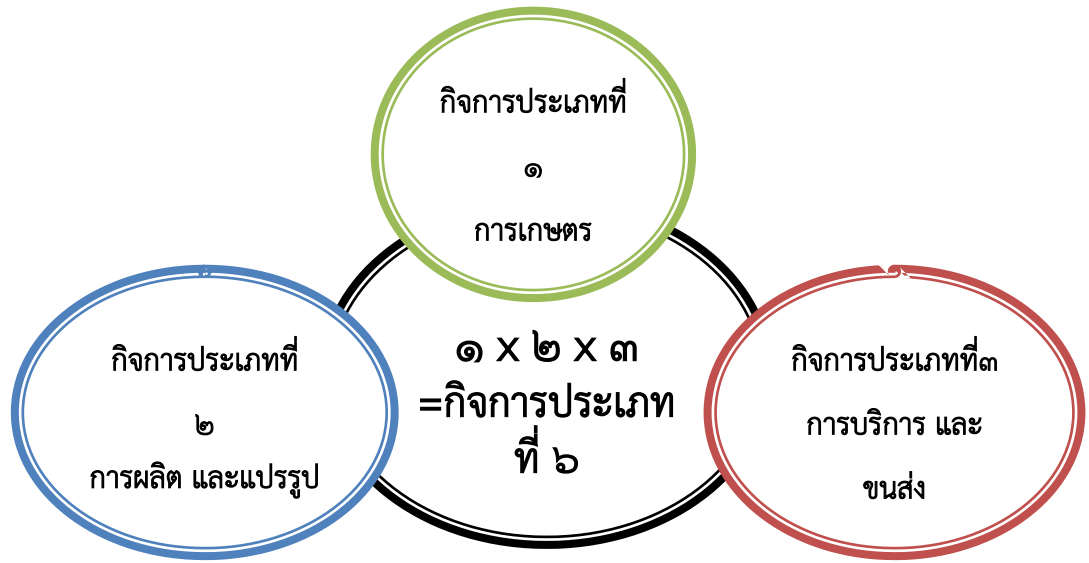 กิจการประเภทที่
๑
การเกษตร
๑ x ๒ x ๓
=กิจการประเภท
ที่ ๖
กิจการประเภทที่
๒
การผลิต และแปรรูป
กิจการประเภทที่๓
การบริการ และ
ขนส่ง